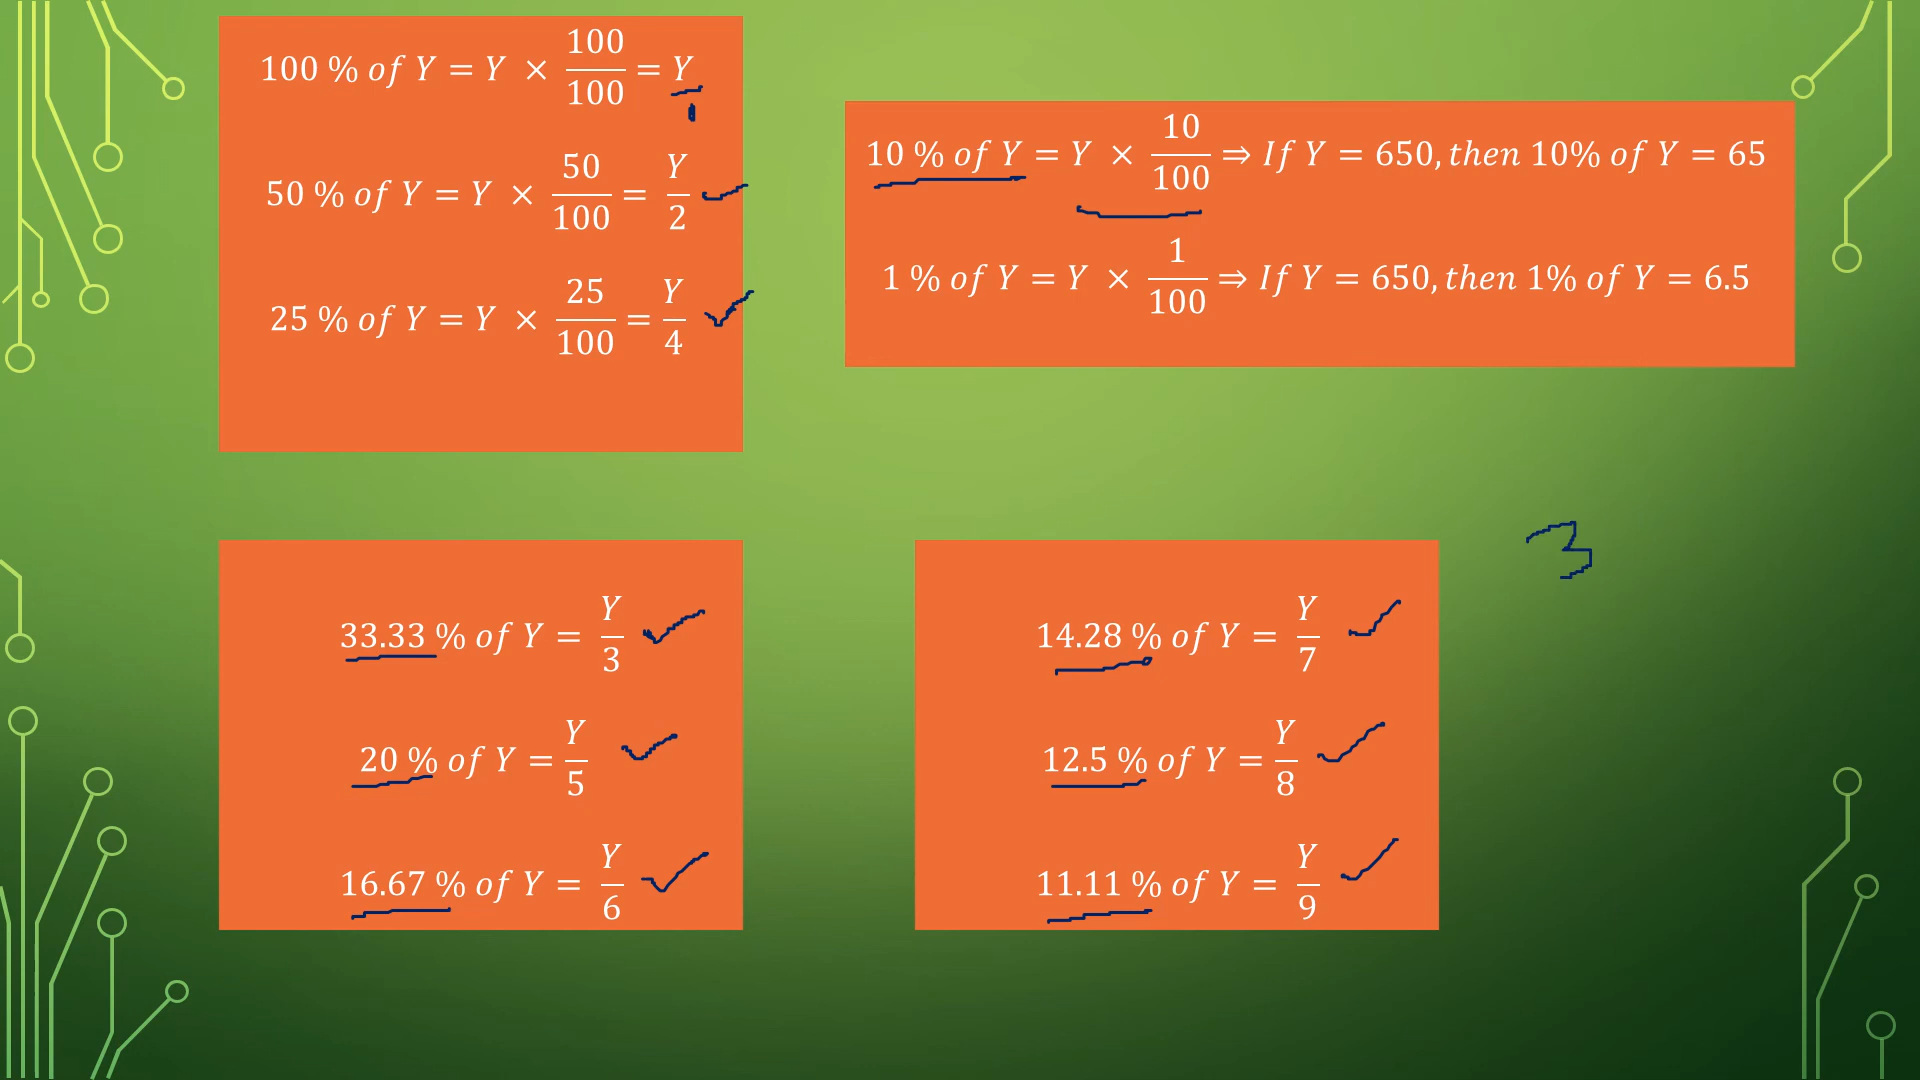 100 % of Y = Y × 100/100 = Y
50 % of Y = Y × 50/100 = Y/2
25 % of Y = Y × 25/100 = Y/4
10 % of Y = Y × 10/100 ⇒ If Y = 650, then 10% of Y = 65
1 % of Y = Y × 1/100 ⇒ If Y = 650, then 1% of Y = 6.5
33.33 % of Y = Y/3
20 % of Y = Y/5
16.67 % of Y = Y/6
14.28 % of Y = Y/7
12.5 % of Y = Y/8
11.11 % of Y = Y/9
3